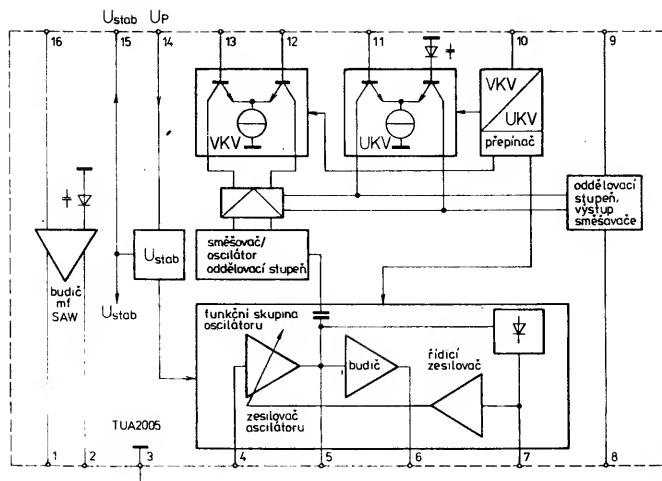 Ustab UP
16 15 14 13 12 11 10 9
VKV
UKV
VKV
UKV
přepínač
oddělovací
stupeň,
výstup
směšovače
směšovač/
oscilátor
oddělovací stupeň
Ustab
budič
mf
SAW
Ustab
funkční skupina
oscilátoru
budič
řídicí
zesilovač
zesilovač
oscilátoru
TUA2005
1 2 3 4 5 6 7 8